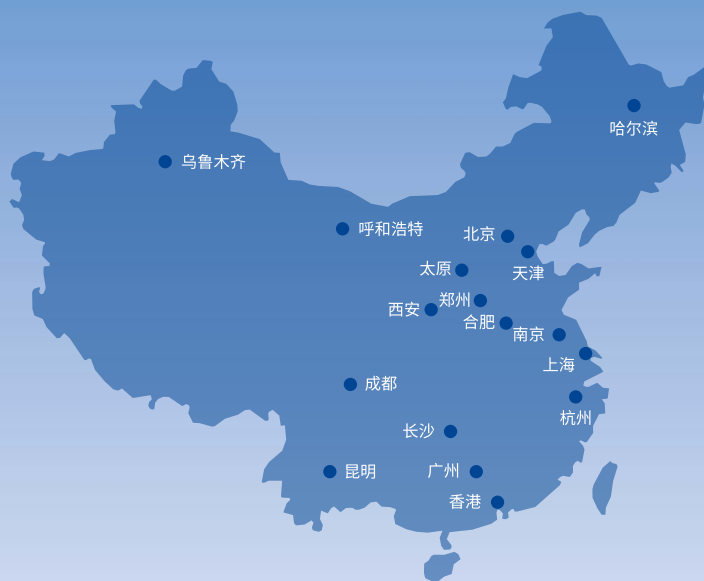 哈尔滨
乌鲁木齐
呼和浩特
北京
太原
天津
郑州
西安
合肥
南京
上海
成都
杭州
长沙
昆明
广州
香港